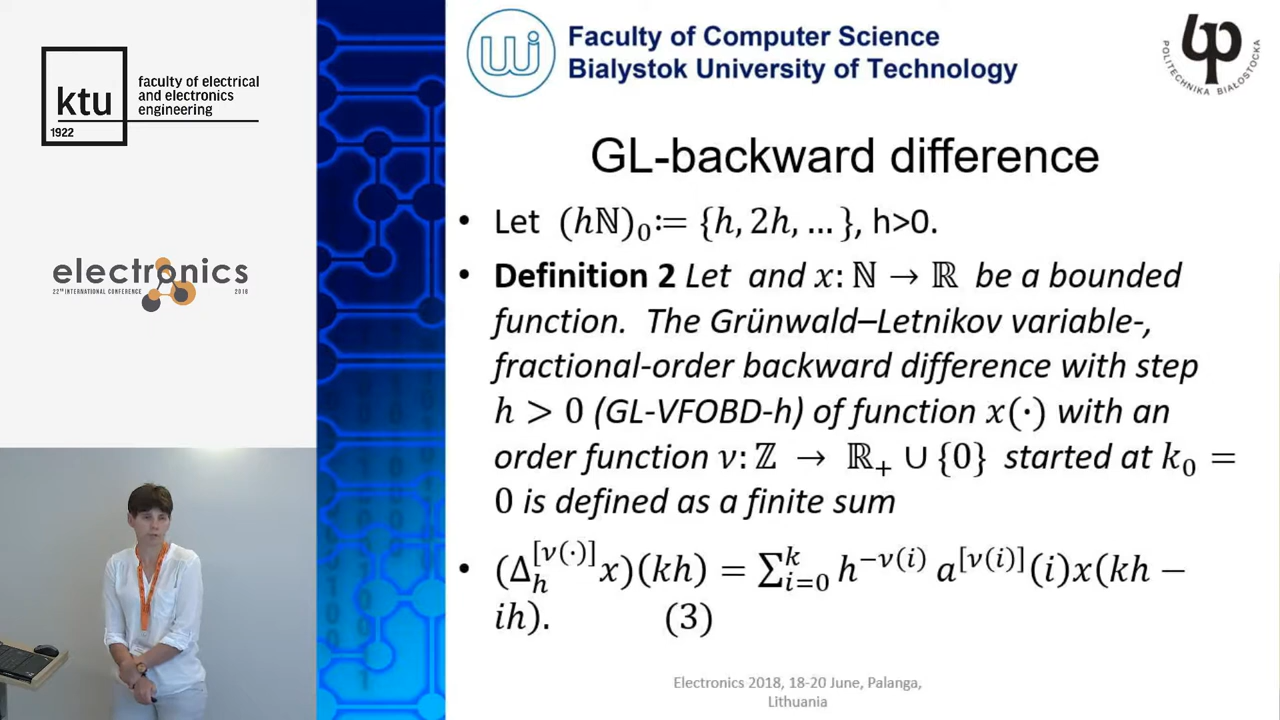 ktu
1922
faculty of electrical
and electronics
engineering
electronics
22TH INTERNATIONAL CONFERENCE 2018
Faculty of Computer Science
Bialystok University of Technology
POLITECHNIKA BIAŁOSTOCKA
GL-backward difference
• Let (hℕ)₀≔ {h, 2h, … }, h>0.
• Definition 2 Let and x: ℕ → ℝ be a bounded
function. The Grünwald–Letnikov variable-,
fractional-order backward difference with step
h > 0 (GL-VFOBD-h) of function x(·) with an
order function ν: ℤ → ℝ₊ ∪ {0} started at k₀ =
0 is defined as a finite sum
• (Δ_h^[ν(·)] x)(kh) = ∑_{i=0}^k h^{−ν(i)} a^[ν(i)](i)x(kh −
ih). (3)
Electronics 2018, 18-20 June, Palanga,
Lithuania